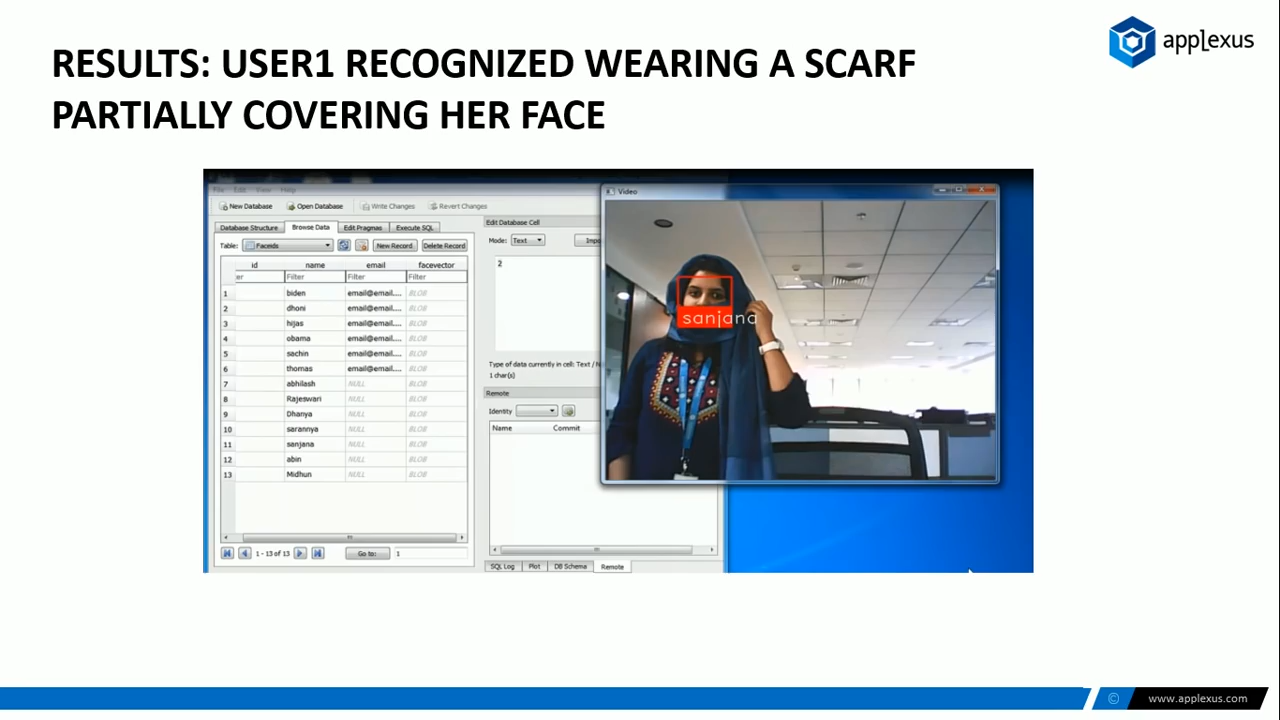 applexus
RESULTS: USER1 RECOGNIZED WEARING A SCARF
PARTIALLY COVERING HER FACE
File Edit View Help
New Database Open Database Write Changes Revert Changes
Database Structure Browse Data Edit Pragmas Execute SQL
Table: FaceIds New Record Delete Record
id name email facevector
er Filter Filter Filter
1 biden email@email.... BLOB
2 dhoni email@email.... BLOB
3 hijas email@email.... BLOB
4 obama email@email.... BLOB
5 sachin email@email.... BLOB
6 thomas email@email.... BLOB
7 abhilash NULL BLOB
8 Rajeswari NULL BLOB
9 Dhanya NULL BLOB
10 sarannya NULL BLOB
11 sanjana NULL BLOB
12 abin NULL BLOB
13 Midhun NULL BLOB
1 - 13 of 13 Go to: 1
Edit Database Cell
Mode: Text Impo
2
Type of data currently in cell: Text / N
1 char(s)
Remote
Identity
Name Commit
SQL Log Plot DB Schema Remote
Video
sanjana
© www.applexus.com